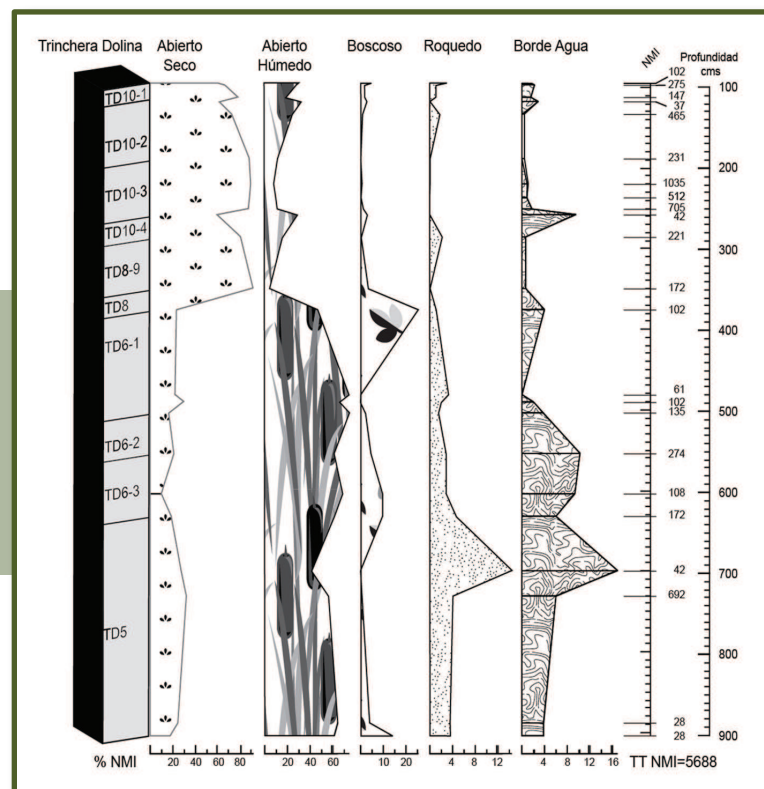 Trinchera Dolina
Abierto
Seco
Abierto
Húmedo
Boscoso
Roquedo
Borde Agua
NMI
Profundidad
cms
TD10-1
TD10-2
TD10-3
TD10-4
TD8-9
TD8
TD6-1
TD6-2
TD6-3
TD5
102
275
147
37
465
231
1035
512
705
42
221
172
102
61
102
135
274
108
172
42
692
28
28
100
200
300
400
500
600
700
800
900
% NMI
20 40 60 80
20 40 60
10 20
4 8 12
4 8 12 16
TT NMI=5688